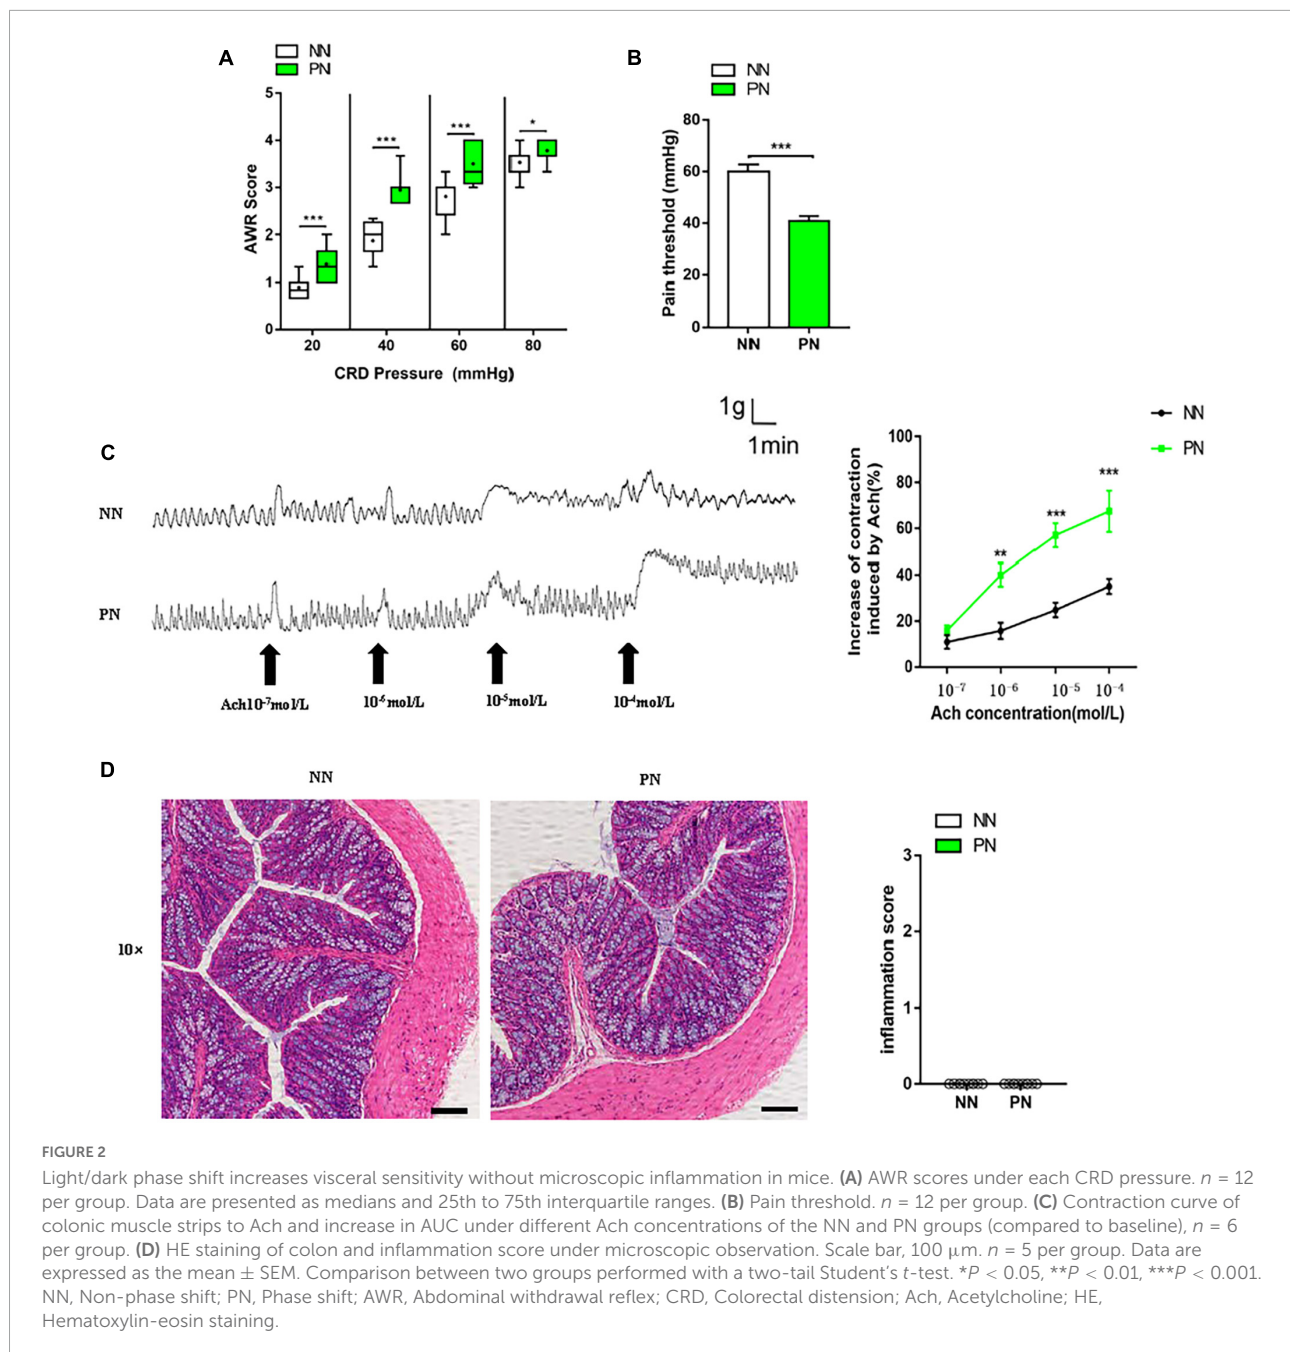 A
NN
PN
AWR Score
5
4
3
2
1
0
***
***
***
*
20 40 60 80
CRD Pressure (mmHg)
B
NN
PN
Pain threshold (mmHg)
80
60
40
20
0
***
NN PN
C
1g
1min
NN
PN
Ach10⁻⁷mol/L 10⁻⁶mol/L 10⁻⁵mol/L 10⁻⁴mol/L
NN
PN
Increase of contraction
induced by Ach(%)
100
80
60
40
20
0
**
***
***
10⁻⁷ 10⁻⁶ 10⁻⁵ 10⁻⁴
Ach concentration(mol/L)
D
NN PN
10×
NN
PN
inflammation score
3
2
1
0
NN PN
FIGURE 2
Light/dark phase shift increases visceral sensitivity without microscopic inflammation in mice. (A) AWR scores under each CRD pressure. n = 12
per group. Data are presented as medians and 25th to 75th interquartile ranges. (B) Pain threshold. n = 12 per group. (C) Contraction curve of
colonic muscle strips to Ach and increase in AUC under different Ach concentrations of the NN and PN groups (compared to baseline), n = 6
per group. (D) HE staining of colon and inflammation score under microscopic observation. Scale bar, 100 μm. n = 5 per group. Data are
expressed as the mean ± SEM. Comparison between two groups performed with a two-tail Student's t-test. *P < 0.05, **P < 0.01, ***P < 0.001.
NN, Non-phase shift; PN, Phase shift; AWR, Abdominal withdrawal reflex; CRD, Colorectal distension; Ach, Acetylcholine; HE,
Hematoxylin-eosin staining.